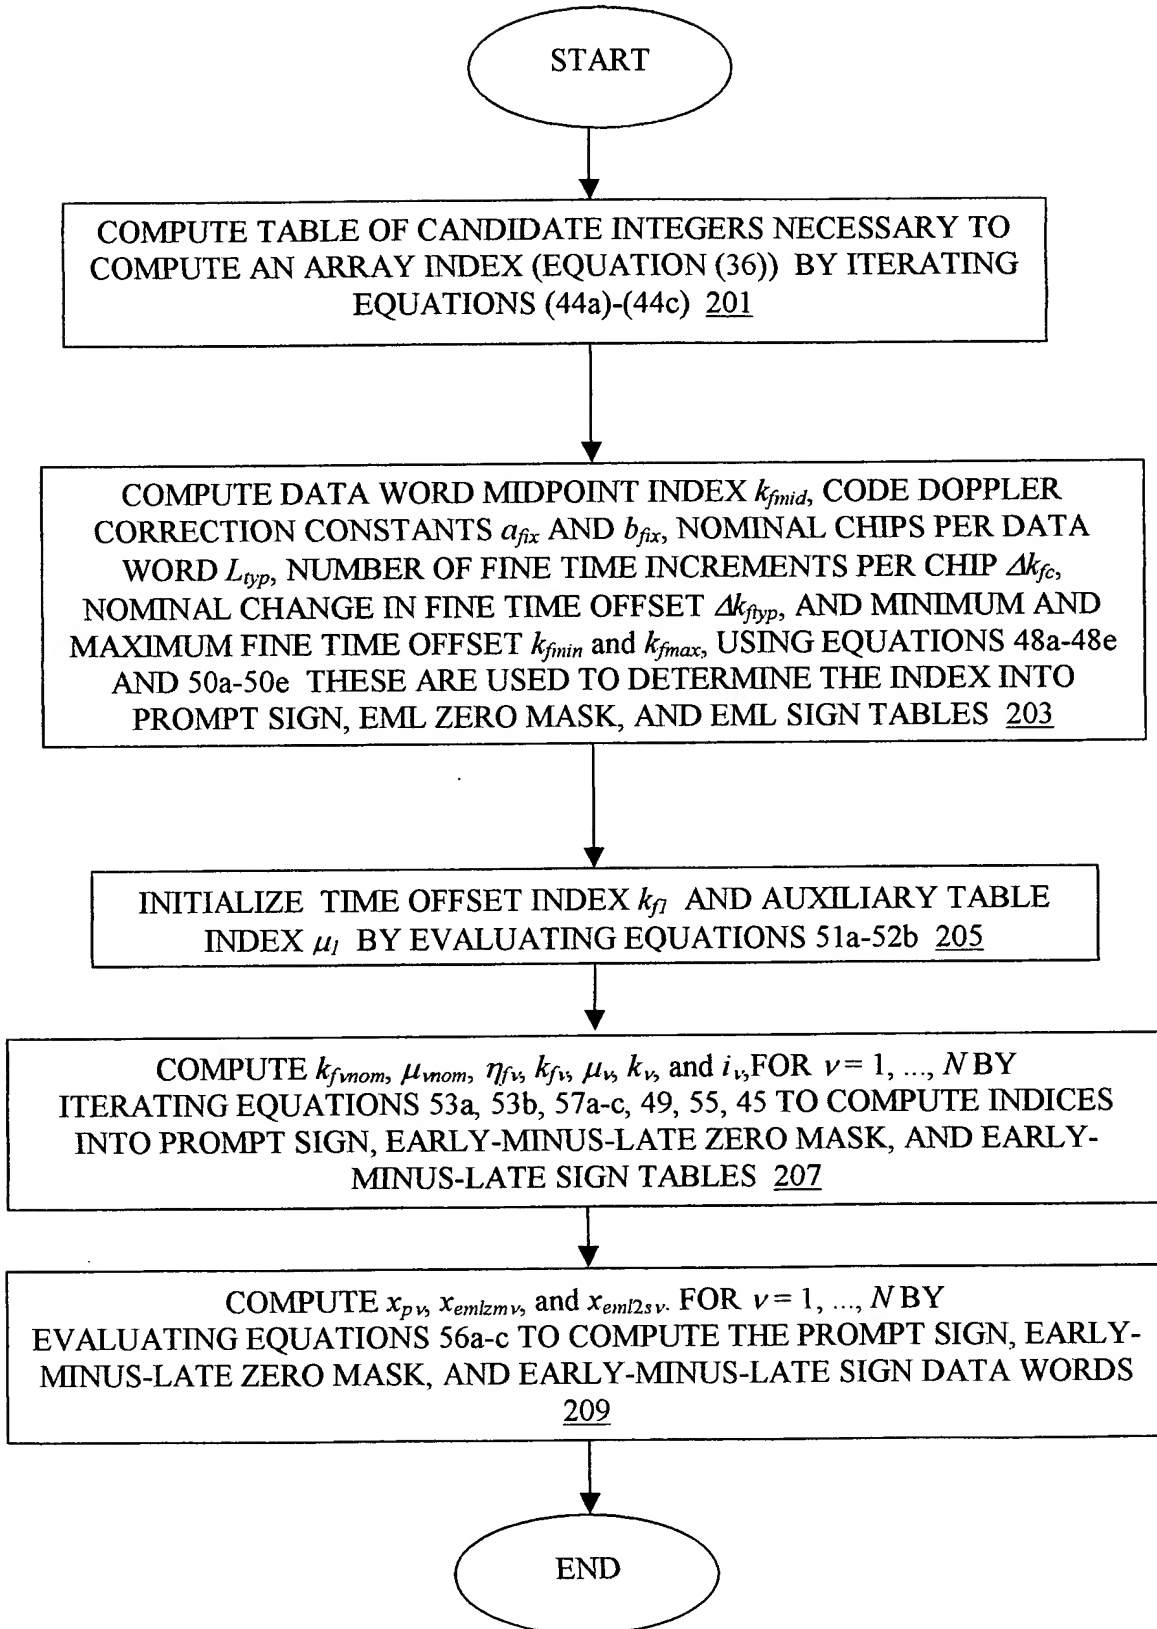 START
COMPUTE TABLE OF CANDIDATE INTEGERS NECESSARY TO
COMPUTE AN ARRAY INDEX (EQUATION (36)) BY ITERATING
EQUATIONS (44a)-(44c) 201
COMPUTE DATA WORD MIDPOINT INDEX kfmid, CODE DOPPLER
CORRECTION CONSTANTS afix AND bfix, NOMINAL CHIPS PER DATA
WORD Ltyp, NUMBER OF FINE TIME INCREMENTS PER CHIP Δkfc,
NOMINAL CHANGE IN FINE TIME OFFSET Δkftyp, AND MINIMUM AND
MAXIMUM FINE TIME OFFSET kfmin and kfmax, USING EQUATIONS 48a-48e
AND 50a-50e THESE ARE USED TO DETERMINE THE INDEX INTO
PROMPT SIGN, EML ZERO MASK, AND EML SIGN TABLES 203
INITIALIZE TIME OFFSET INDEX kf1 AND AUXILIARY TABLE
INDEX μ1 BY EVALUATING EQUATIONS 51a-52b 205
COMPUTE kfνnom, μνnom, ηfν, kfν, μν, kν, and iν,FOR ν = 1, ..., N BY
ITERATING EQUATIONS 53a, 53b, 57a-c, 49, 55, 45 TO COMPUTE INDICES
INTO PROMPT SIGN, EARLY-MINUS-LATE ZERO MASK, AND EARLY-
MINUS-LATE SIGN TABLES 207
COMPUTE xpν, xemlzmν, and xeml2sν. FOR ν = 1, ..., N BY
EVALUATING EQUATIONS 56a-c TO COMPUTE THE PROMPT SIGN, EARLY-
MINUS-LATE ZERO MASK, AND EARLY-MINUS-LATE SIGN DATA WORDS
209
END